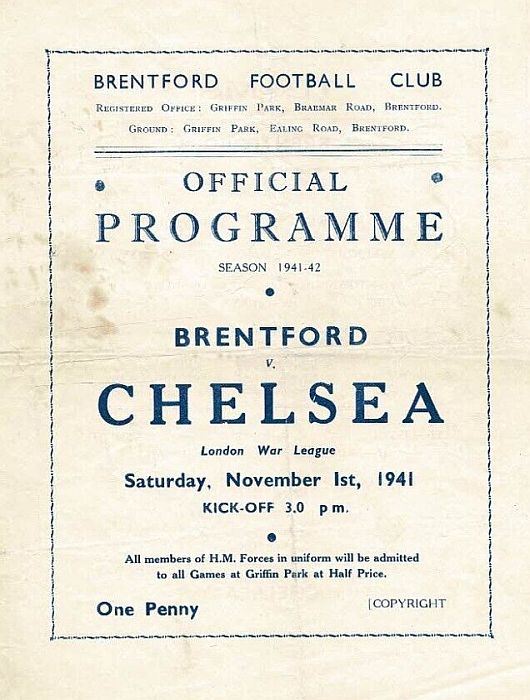 BRENTFORD FOOTBALL CLUB
REGISTERED OFFICE: GRIFFIN PARK, BRAEMAR ROAD, BRENTFORD.
GROUND: GRIFFIN PARK, EALING ROAD, BRENTFORD.
OFFICIAL
PROGRAMME
SEASON 1941-42
BRENTFORD
v.
CHELSEA
London War League
Saturday, November 1st, 1941
KICK-OFF 3.0 p m.
All members of H.M. Forces in uniform will be admitted
to all Games at Griffin Park at Half Price.
One Penny
[COPYRIGHT